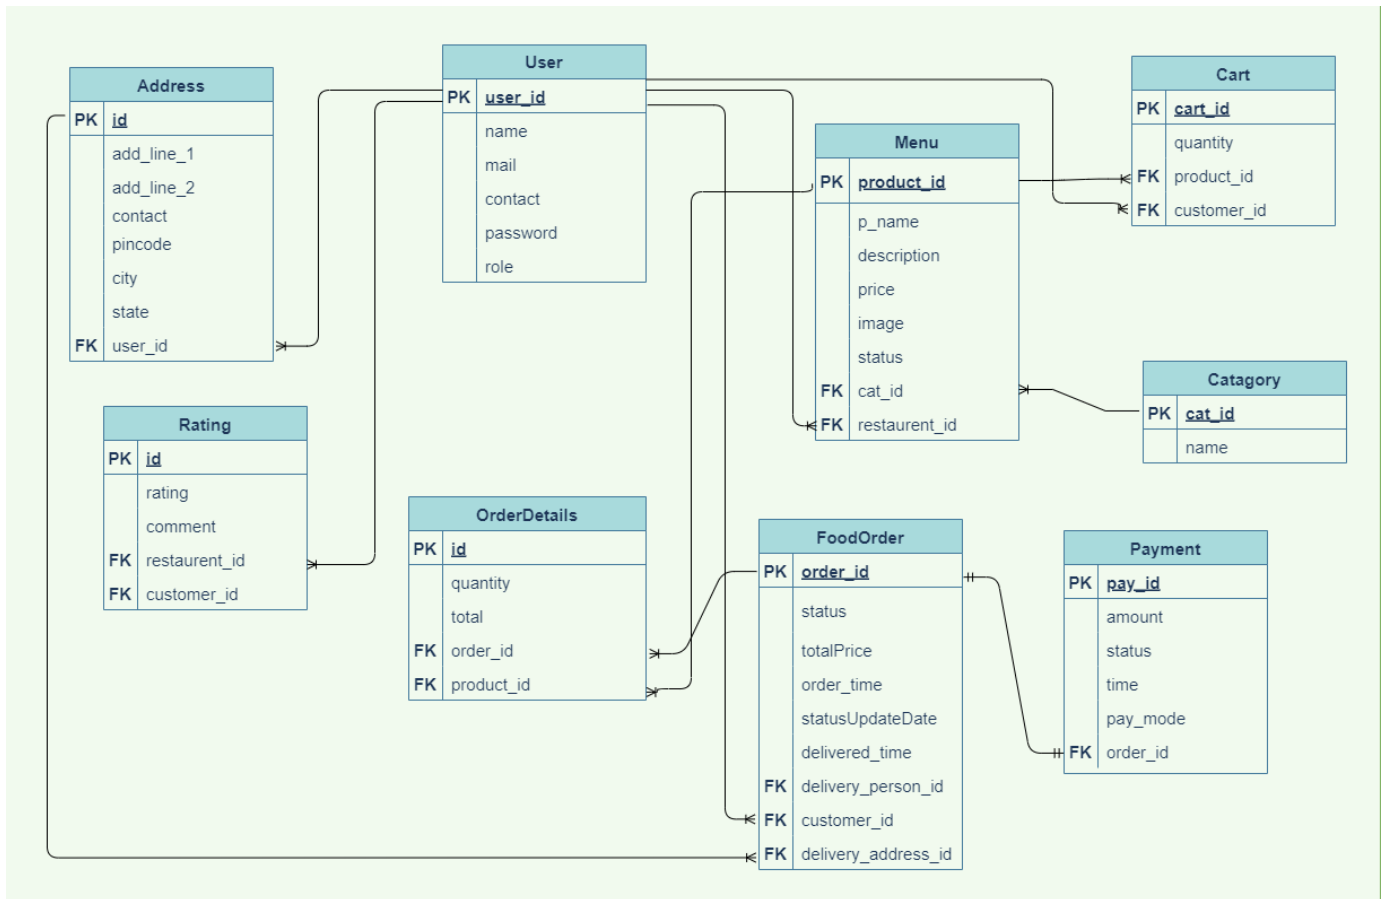 Address
PK id
add_line_1
add_line_2
contact
pincode
city
state
FK user_id
User
PK user_id
name
mail
contact
password
role
Menu
PK product_id
p_name
description
price
image
status
FK cat_id
FK restaurent_id
Cart
PK cart_id
quantity
FK product_id
FK customer_id
Catagory
PK cat_id
name
Rating
PK id
rating
comment
FK restaurent_id
FK customer_id
OrderDetails
PK id
quantity
total
FK order_id
FK product_id
FoodOrder
PK order_id
status
totalPrice
order_time
statusUpdateDate
delivered_time
FK delivery_person_id
FK customer_id
FK delivery_address_id
Payment
PK pay_id
amount
status
time
pay_mode
FK order_id